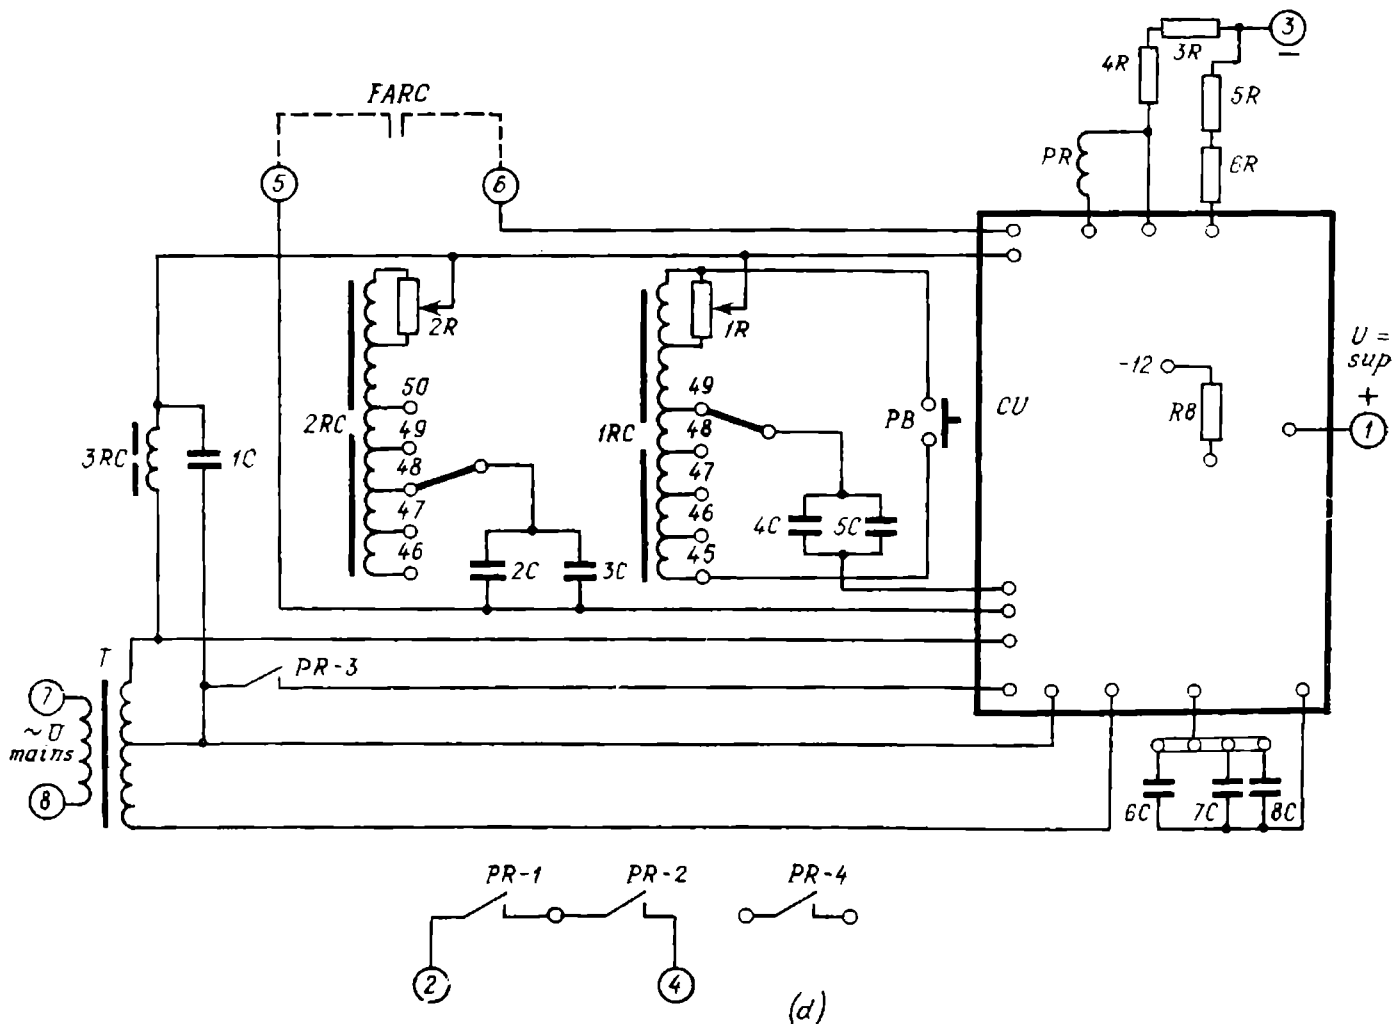 3
3R
4R
5R
PR
6R
FARC
5
6
2R
1R
-12
R8
U =
sup
+
1
CU
PB
50
49
48
47
46
2RC
49
48
47
46
45
1RC
3RC
1C
2C
3C
4C
5C
T
PR-3
7
~U
mains
8
6C
7C
8C
PR-1
PR-2
PR-4
2
4
(d)